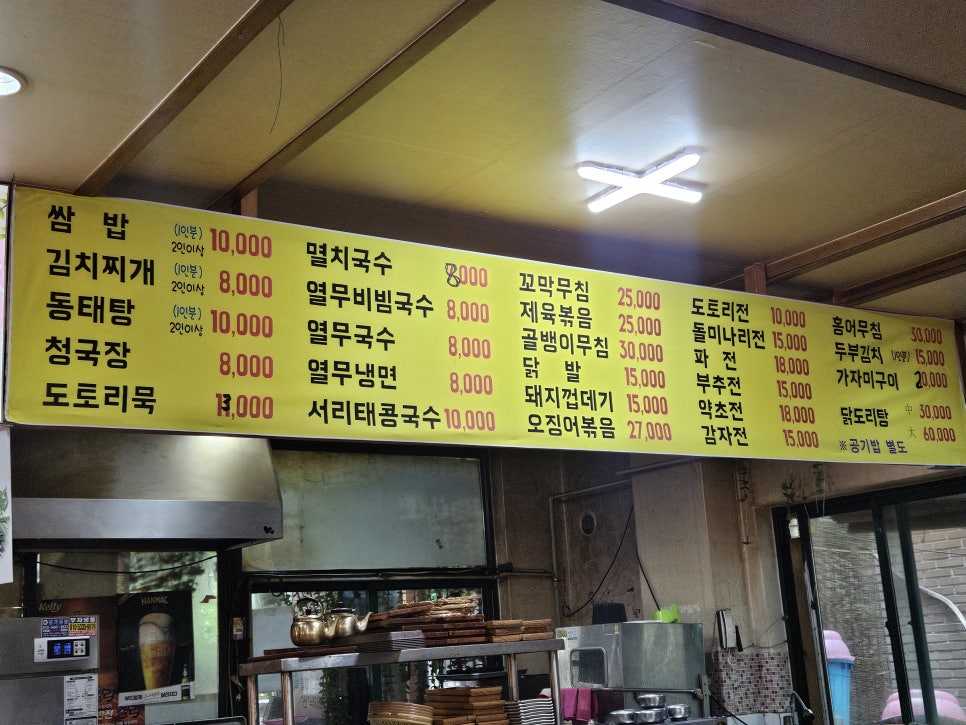 쌈 밥 (1인분) 2인이상 10,000
김치찌개 (1인분) 2인이상 8,000
동태탕 (1인분) 2인이상 10,000
청국장 8,000
도토리묵 13,000
멸치국수 8,000
열무비빔국수 8,000
열무국수 8,000
열무냉면 8,000
서리태콩국수 10,000
꼬막무침 25,000
제육볶음 25,000
골뱅이무침 30,000
닭 발 15,000
돼지껍데기 15,000
오징어볶음 27,000
도토리전 10,000
돌미나리전 15,000
파 전 18,000
부추전 15,000
약초전 18,000
감자전 15,000
홍어무침 30,000
두부김치 (1인분) 15,000
가자미구이 20,000
닭도리탕 中 30,000
大 60,000
※공기밥 별도
Kelly
HANMAC